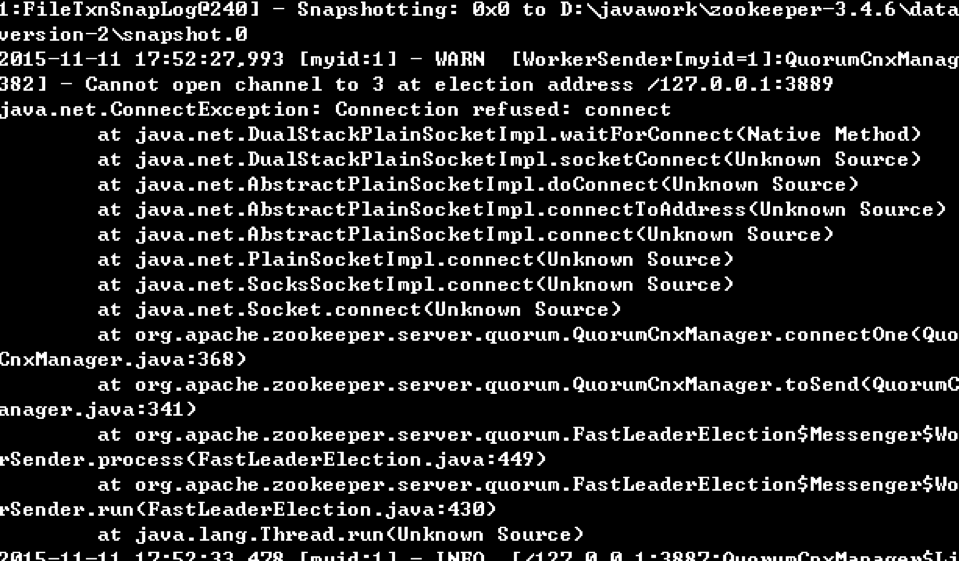 1:FileTxnSnapLog@240] - Snapshotting: 0x0 to D:\javawork\zookeeper-3.4.6\data
version-2\snapshot.0
2015-11-11 17:52:27,993 [myid:1] - WARN  [WorkerSender[myid=1]:QuorumCnxManag
382] - Cannot open channel to 3 at election address /127.0.0.1:3889
java.net.ConnectException: Connection refused: connect
        at java.net.DualStackPlainSocketImpl.waitForConnect(Native Method)
        at java.net.DualStackPlainSocketImpl.socketConnect(Unknown Source)
        at java.net.AbstractPlainSocketImpl.doConnect(Unknown Source)
        at java.net.AbstractPlainSocketImpl.connectToAddress(Unknown Source)
        at java.net.AbstractPlainSocketImpl.connect(Unknown Source)
        at java.net.PlainSocketImpl.connect(Unknown Source)
        at java.net.SocksSocketImpl.connect(Unknown Source)
        at java.net.Socket.connect(Unknown Source)
        at org.apache.zookeeper.server.quorum.QuorumCnxManager.connectOne(Quo
CnxManager.java:368)
        at org.apache.zookeeper.server.quorum.QuorumCnxManager.toSend(QuorumC
anager.java:341)
        at org.apache.zookeeper.server.quorum.FastLeaderElection$Messenger$Wo
rSender.process(FastLeaderElection.java:449)
        at org.apache.zookeeper.server.quorum.FastLeaderElection$Messenger$Wo
rSender.run(FastLeaderElection.java:430)
        at java.lang.Thread.run(Unknown Source)
2015-11-11 17:52:33,478 [myid:1] - INFO  [/127.0.0.1:3887:QuorumCnxManager$Li